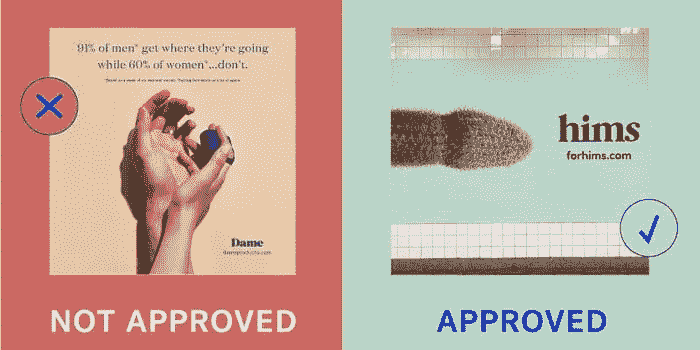 91% of men* get where they're going
while 60% of women*...don't.
Dame
NOT APPROVED
hims
forhims.com
APPROVED